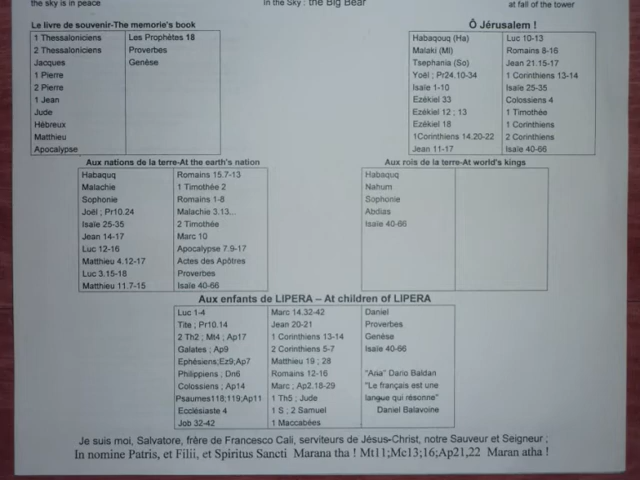 the sky is in peace
in the Sky : the Big Bear
at fall of the tower
Le livre de souvenir-The memorie's book
1 Thessaloniciens Les Prophètes 18
2 Thessaloniciens Proverbes
Jacques Genèse
1 Pierre
2 Pierre
1 Jean
Jude
Hébreux
Matthieu
Apocalypse
Ô Jérusalem !
Habaqouq (Ha) Luc 10-13
Malaki (Ml) Romains 8-16
Tsephania (So) Jean 21.15-17
Yoël ; Pr24.10-34 1 Corinthiens 13-14
Isaïe 1-10 Isaïe 25-35
Ezékiel 33 Colossiens 4
Ezékiel 12 ; 13 1 Timothée
Ezékiel 18 1 Corinthiens
1Corinthiens 14.20-22 2 Corinthiens
Jean 11-17 Isaïe 40-66
Aux nations de la terre-At the earth's nation
Habaquq Romains 15.7-13
Malachie 1 Timothée 2
Sophonie Romains 1-8
Joël ; Pr10.24 Malachie 3.13...
Isaïe 25-35 2 Timothée
Jean 14-17 Marc 10
Luc 12-16 Apocalypse 7.9-17
Matthieu 4.12-17 Actes des Apôtres
Luc 3.15-18 Proverbes
Matthieu 11.7-15 Isaïe 40-66
Aux rois de la terre-At world's kings
Habaquq
Nahum
Sophonie
Abdias
Isaïe 40-66
Aux enfants de LIPERA – At children of LIPERA
Luc 1-4 Marc 14.32-42 Daniel
Tite ; Pr10.14 Jean 20-21 Proverbes
2 Th2 ; Mt4 ; Ap17 1 Corinthiens 13-14 Genèse
Galates ; Ap9 2 Corinthiens 5-7 Isaïe 40-66
Ephésiens;Ez9;Ap7 Matthieu 19 ; 28
Philippiens ; Dn6 Romains 12-16 "Aria" Dario Baldan
Colossiens ; Ap14 Marc ; Ap2.18-29 "Le français est une
Psaumes118;119;Ap11 1 Th5 ; Jude langue qui résonne"
Ecclésiaste 4 1 S ; 2 Samuel Daniel Balavoine
Job 32-42 1 Maccabées
Je suis moi, Salvatore, frère de Francesco Cali, serviteurs de Jésus-Christ, notre Sauveur et Seigneur ;
In nomine Patris, et Filii, et Spiritus Sancti Marana tha ! Mt11;Mc13;16;Ap21,22 Maran atha !